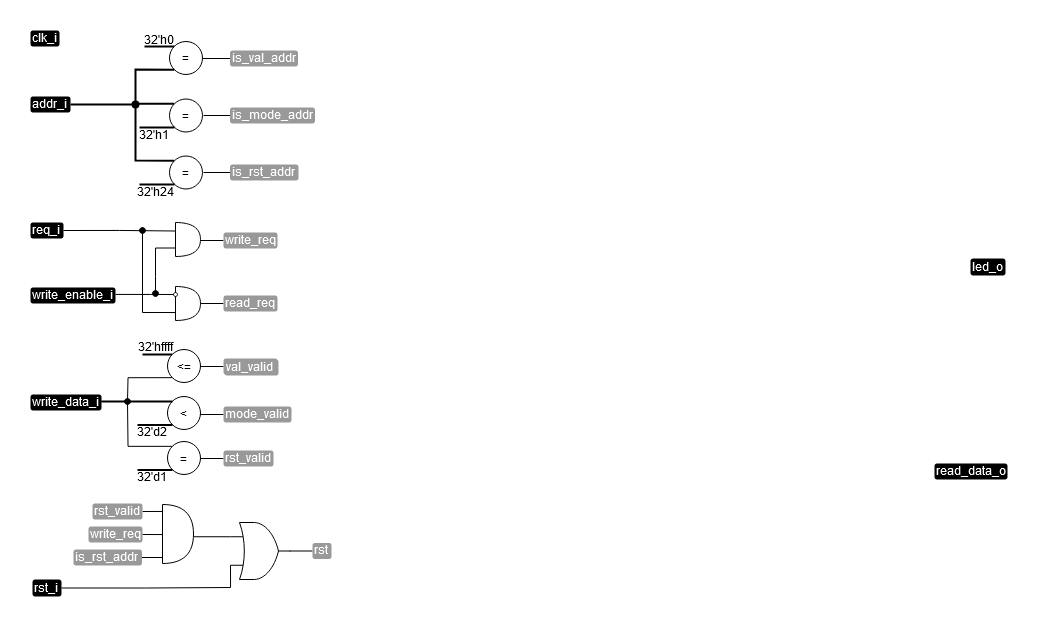 clk_i
32'h0
=
is_val_addr
addr_i
=
is_mode_addr
32'h1
=
is_rst_addr
32'h24
req_i
write_req
led_o
write_enable_i
read_req
32'hffff
<=
val_valid
write_data_i
<
mode_valid
32'd2
=
rst_valid
read_data_o
32'd1
rst_valid
write_req
is_rst_addr
rst
rst_i